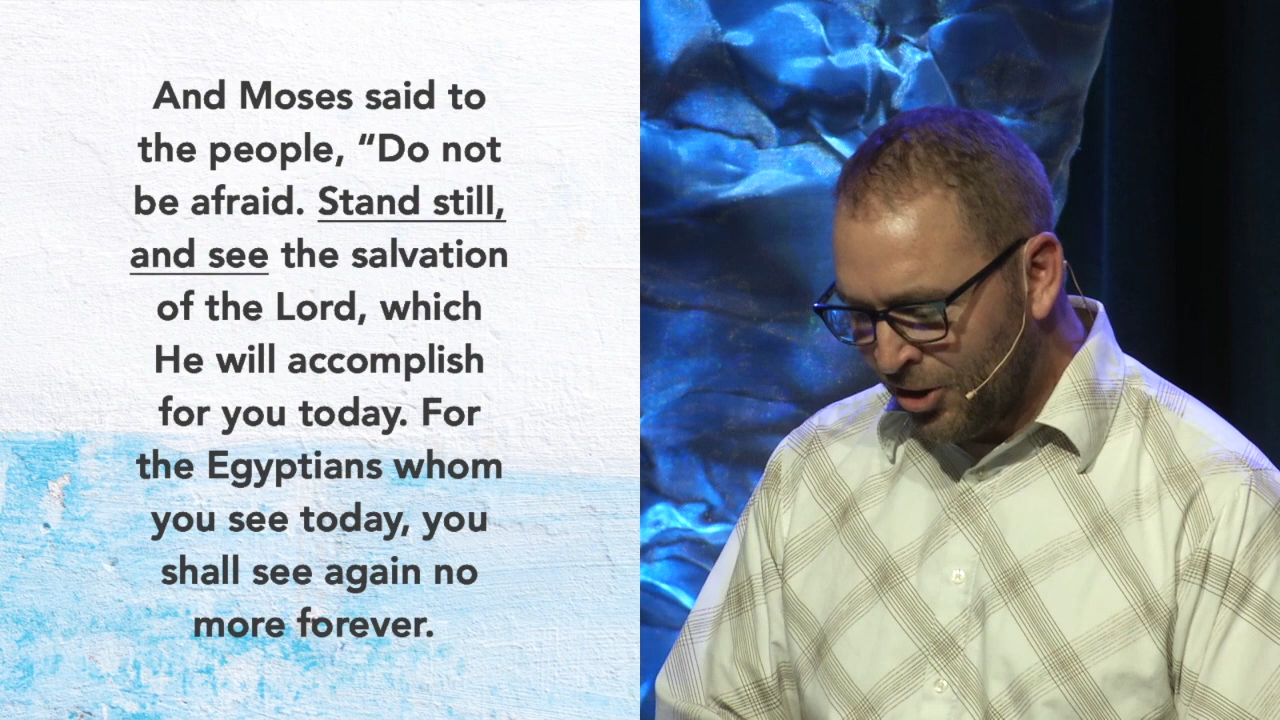 And Moses said to
the people, “Do not
be afraid. Stand still,
and see the salvation
of the Lord, which
He will accomplish
for you today. For
the Egyptians whom
you see today, you
shall see again no
more forever.